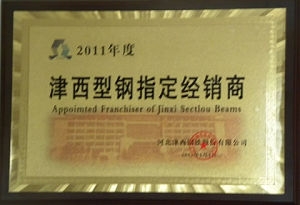 2011年度
津西型钢指定经销商
Appointed Franchiser of Jinxi Sectlou Beams
河北津西钢铁股份有限公司